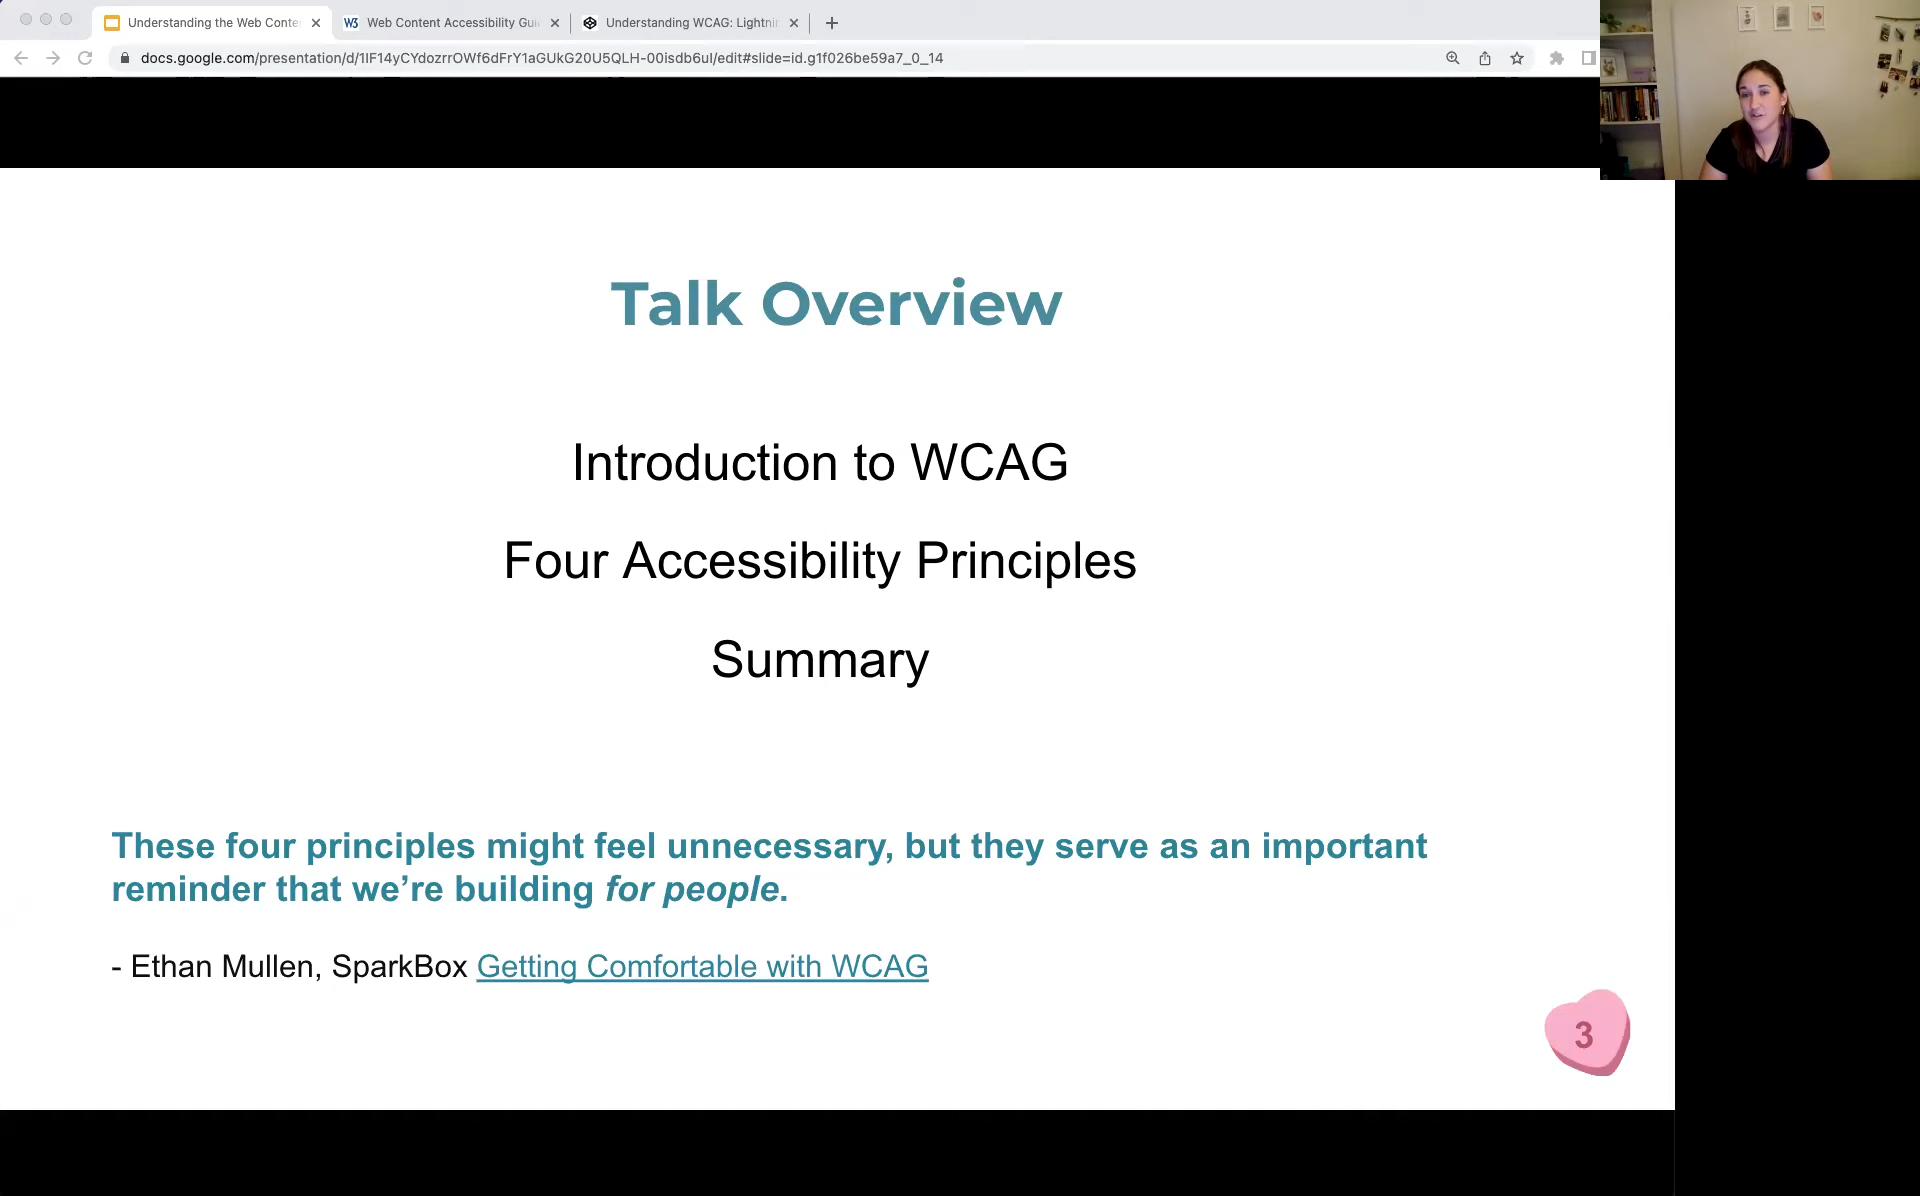 Understanding the Web Conte
Web Content Accessibility Gui
Understanding WCAG: Lightnin
docs.google.com/presentation/d/1IF14yCYdozrrOWf6dFrY1aGUkG20U5QLH-00isdb6uI/edit#slide=id.g1f026be59a7_0_14
Talk Overview
Introduction to WCAG
Four Accessibility Principles
Summary
These four principles might feel unnecessary, but they serve as an important
reminder that we’re building for people.
- Ethan Mullen, SparkBox Getting Comfortable with WCAG
3